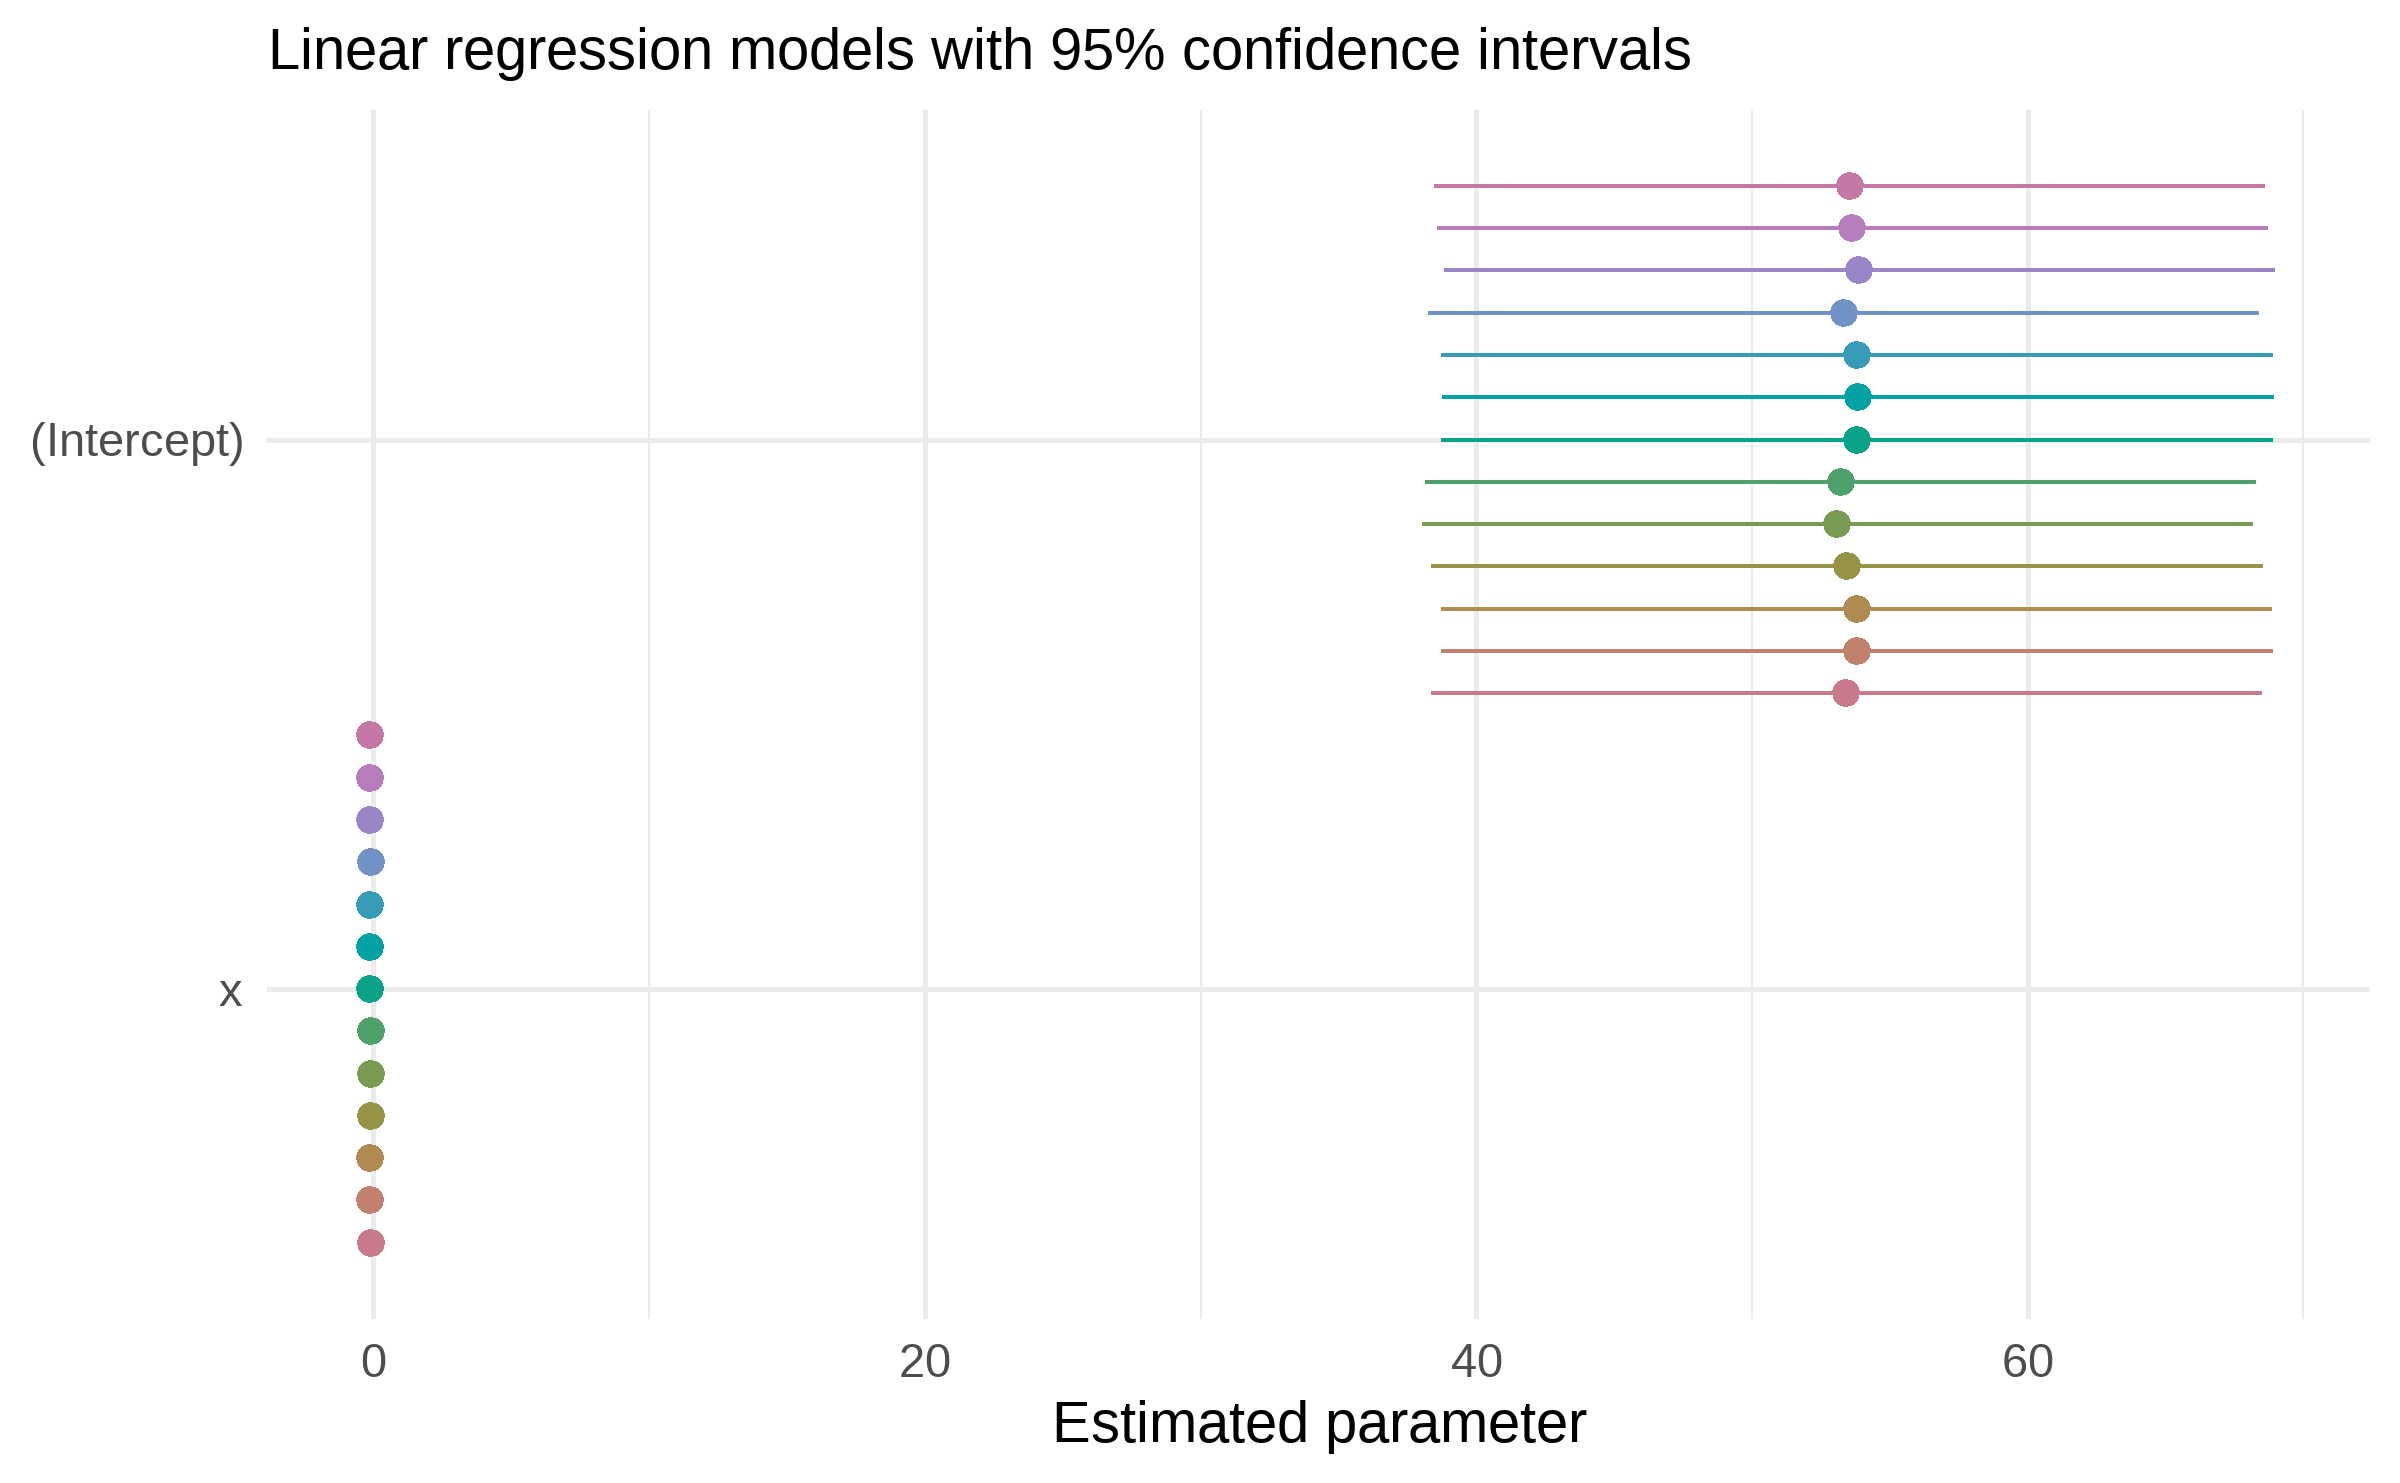 Linear regression models with 95% confidence intervals
(Intercept)
x
0 20 40 60
Estimated parameter